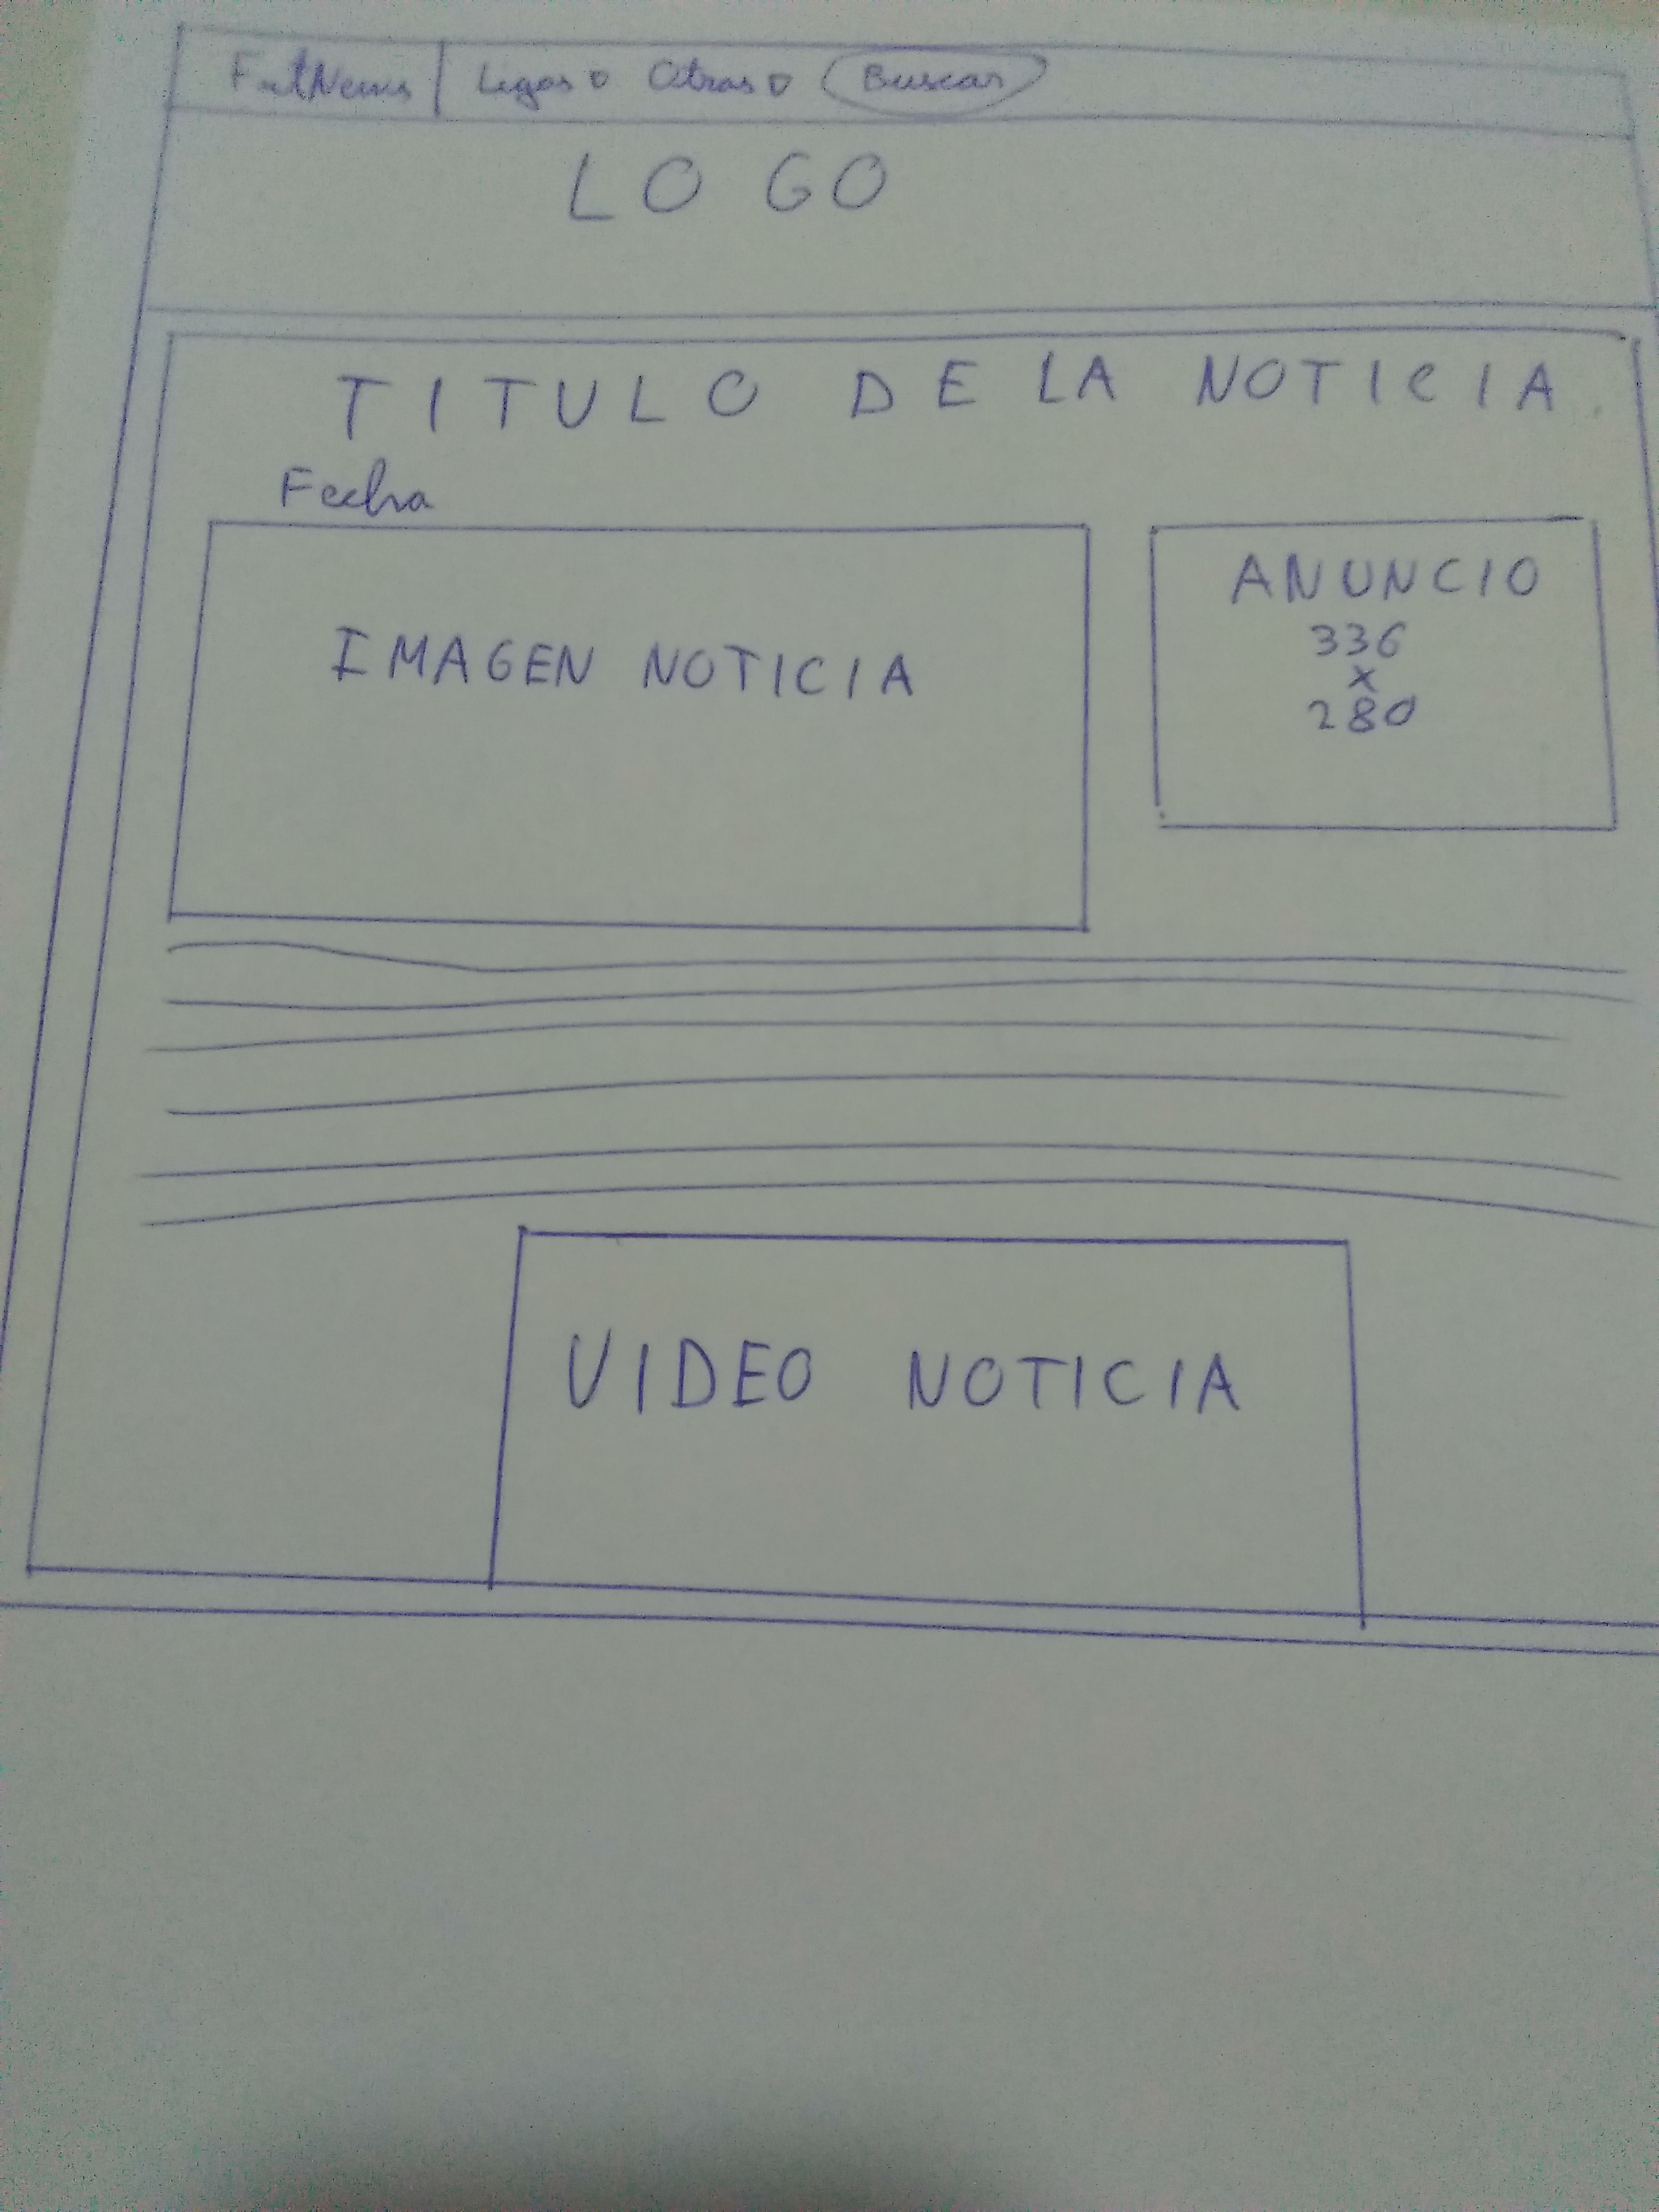 FutNews Ligas Otras Buscar
LOGO
TITULO DE LA NOTICIA
Fecha
IMAGEN NOTICIA
ANUNCIO
336
x
280
VIDEO NOTICIA